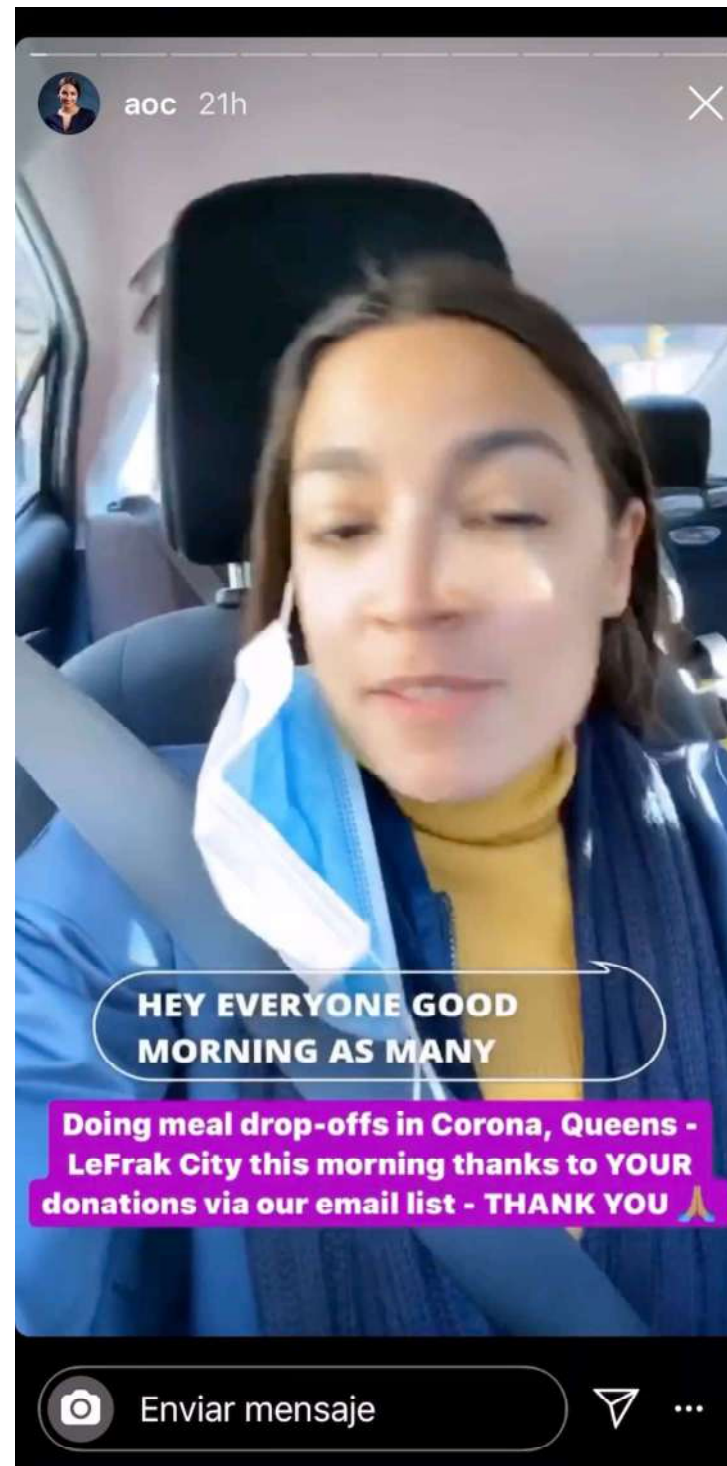 aoc 21h
HEY EVERYONE GOOD
MORNING AS MANY
Doing meal drop-offs in Corona, Queens -
LeFrak City this morning thanks to YOUR
donations via our email list - THANK YOU 🙏🏽
Enviar mensaje